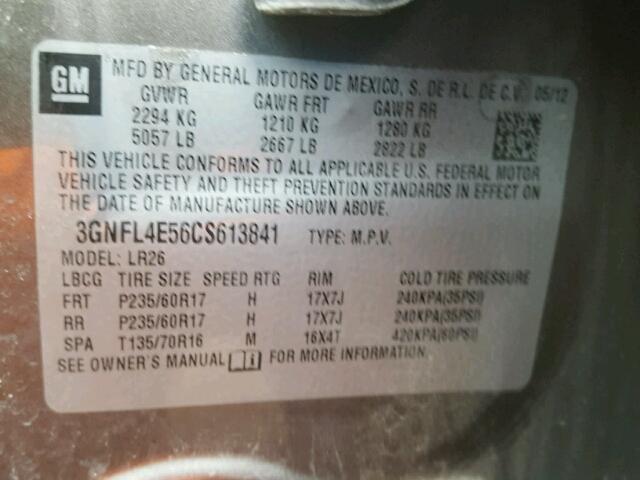 GM
MFD BY GENERAL MOTORS DE MEXICO, S. DE R.L. DE C.V. 05/12
GVWR GAWR FRT GAWR RR
2294 KG 1210 KG 1280 KG
5057 LB 2667 LB 2822 LB
THIS VEHICLE CONFORMS TO ALL APPLICABLE U.S. FEDERAL MOTOR
VEHICLE SAFETY AND THEFT PREVENTION STANDARDS IN EFFECT ON
THE DATE OF MANUFACTURE SHOWN ABOVE.
3GNFL4E56CS613841 TYPE: M.P.V.
MODEL: LR26
LBCG TIRE SIZE SPEED RTG RIM COLD TIRE PRESSURE
FRT P235/60R17 H 17X7J 240KPA(35PSI)
RR P235/60R17 H 17X7J 240KPA(35PSI)
SPA T135/70R16 M 16X4T 420KPA(60PSI)
SEE OWNER'S MANUAL FOR MORE INFORMATION.